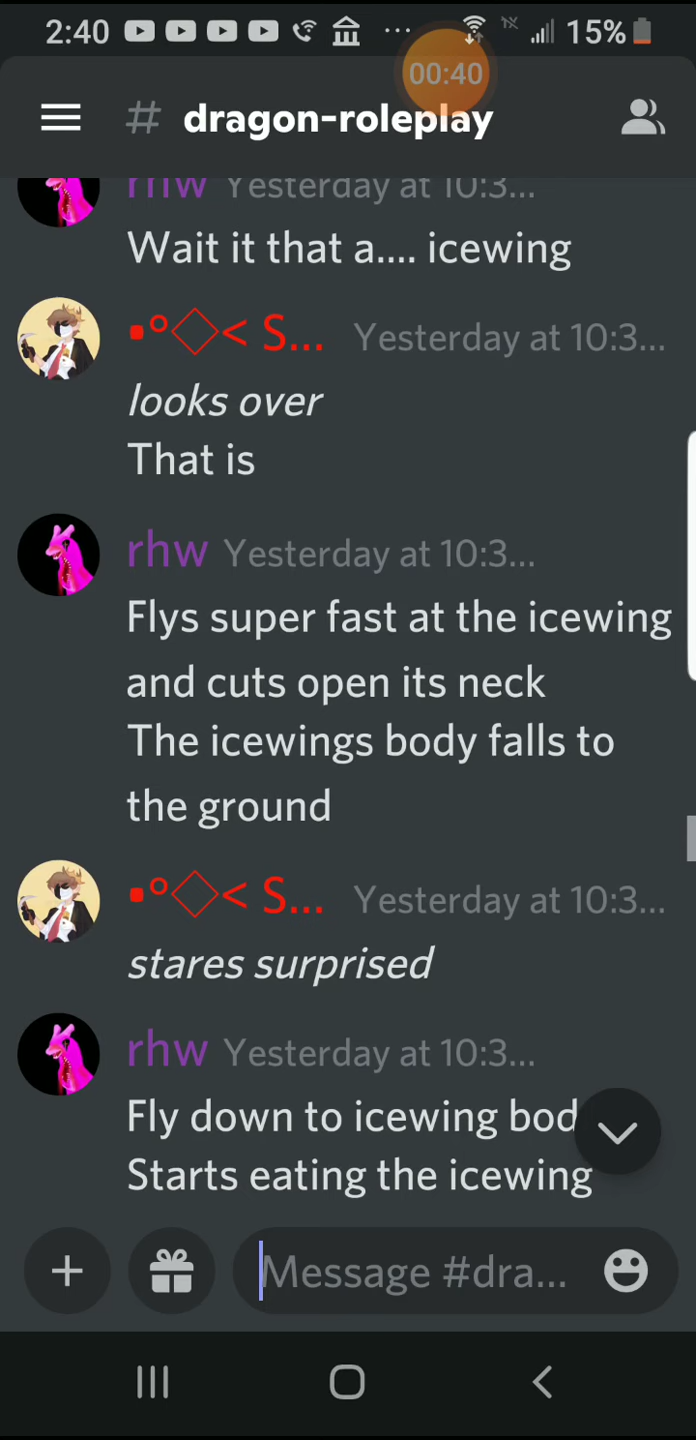 2:40 ... 15%
00:40
# dragon-roleplay
rhw Yesterday at 10:3...
Wait it that a.... icewing
▪°◇< S... Yesterday at 10:3...
looks over
That is
rhw Yesterday at 10:3...
Flys super fast at the icewing
and cuts open its neck
The icewings body falls to
the ground
▪°◇< S... Yesterday at 10:3...
stares surprised
rhw Yesterday at 10:3...
Fly down to icewing bod
Starts eating the icewing
Message #dra...